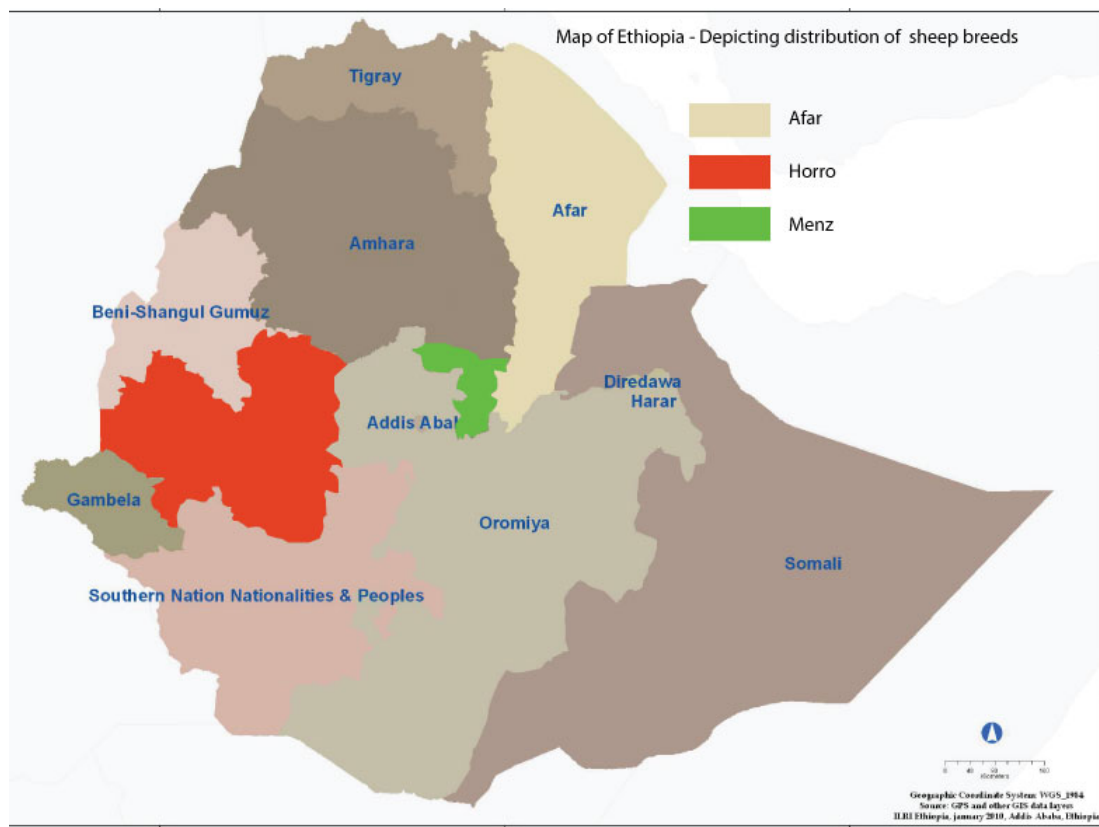 Map of Ethiopia - Depicting distribution of sheep breeds
Tigray
Afar
Horro
Menz
Afar
Amhara
Beni-Shangul Gumuz
Diredawa
Harar
Addis Abab
Gambela
Oromiya
Somali
Southern Nation Nationalities & Peoples
Geographic Coordinate System: WGS_1984
Source: GPS and other GIS data layers
ILRI Ethiopia, january 2010, Addis Ababa, Ethiopia